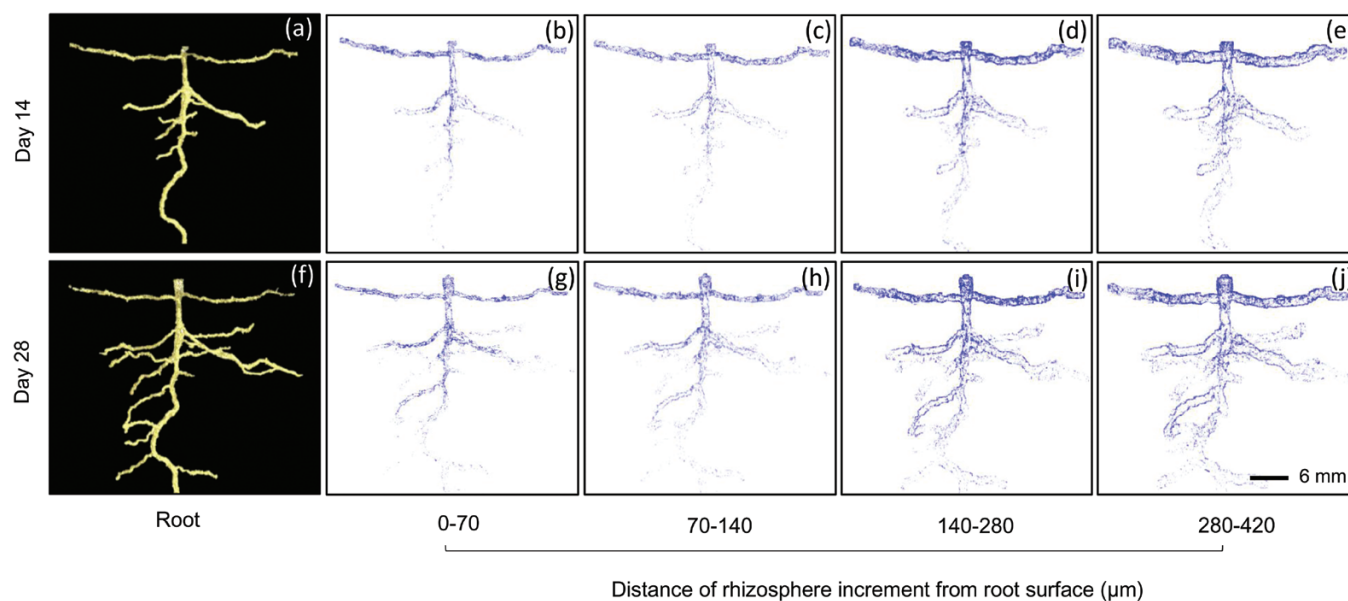 Day 14
(a)
(b)
(c)
(d)
(e)
Day 28
(f)
(g)
(h)
(i)
(j)
6 mm
Root
0-70
70-140
140-280
280-420
Distance of rhizosphere increment from root surface (μm)